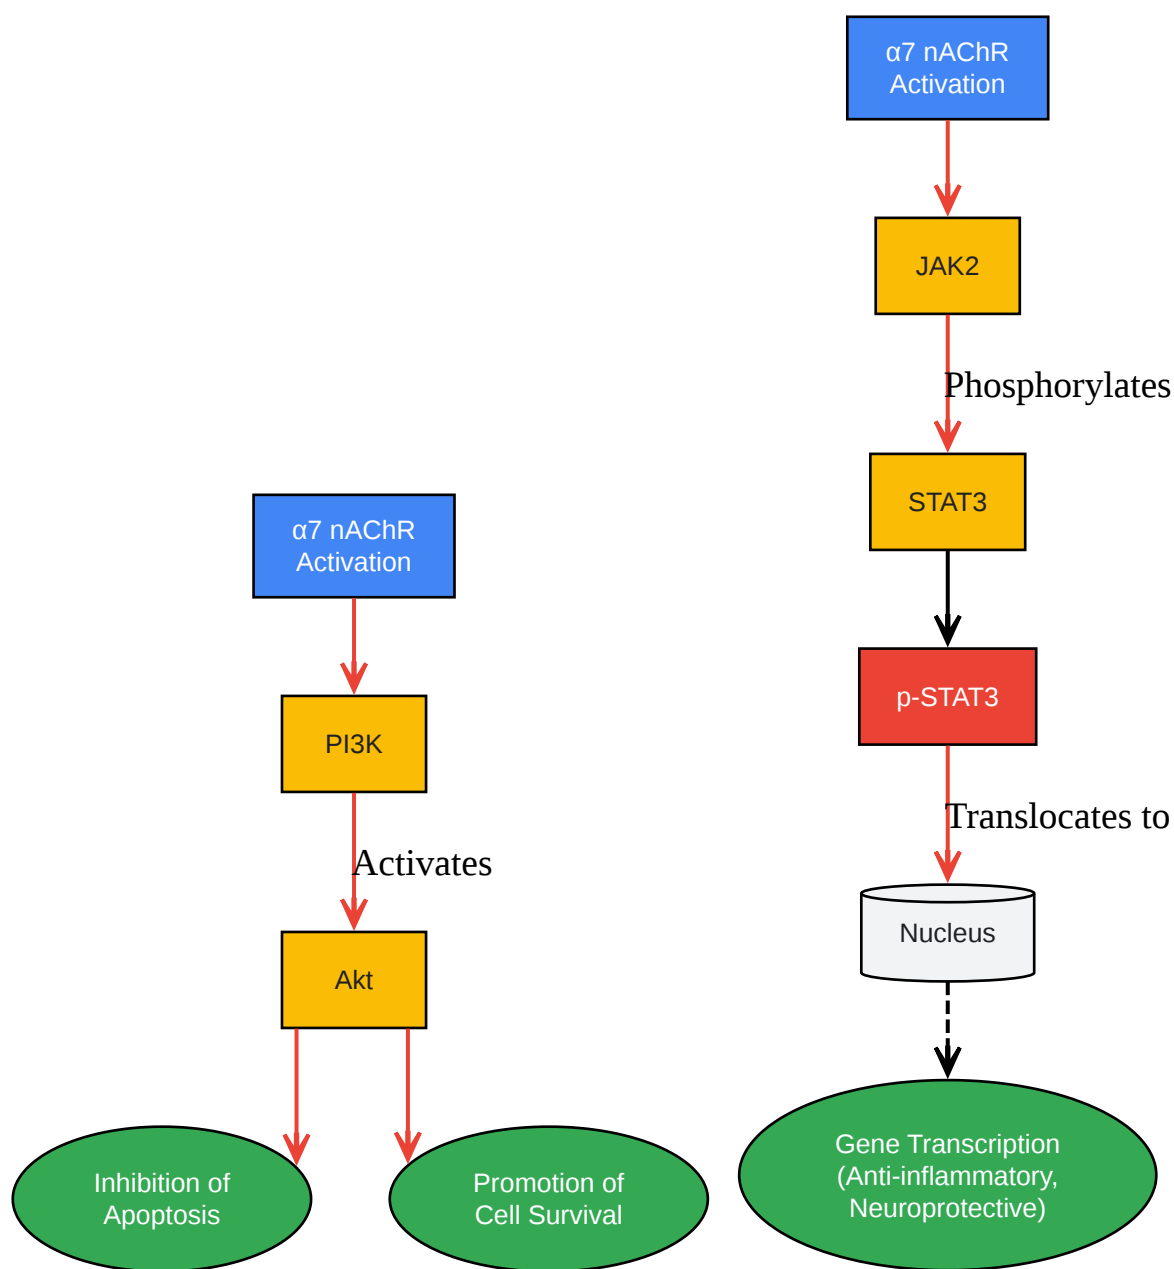 α7 nAChR
Activation
PI3K
Activates
Akt
Inhibition of
Apoptosis
Promotion of
Cell Survival
α7 nAChR
Activation
JAK2
Phosphorylates
STAT3
p-STAT3
Translocates to
Nucleus
Gene Transcription
(Anti-inflammatory,
Neuroprotective)